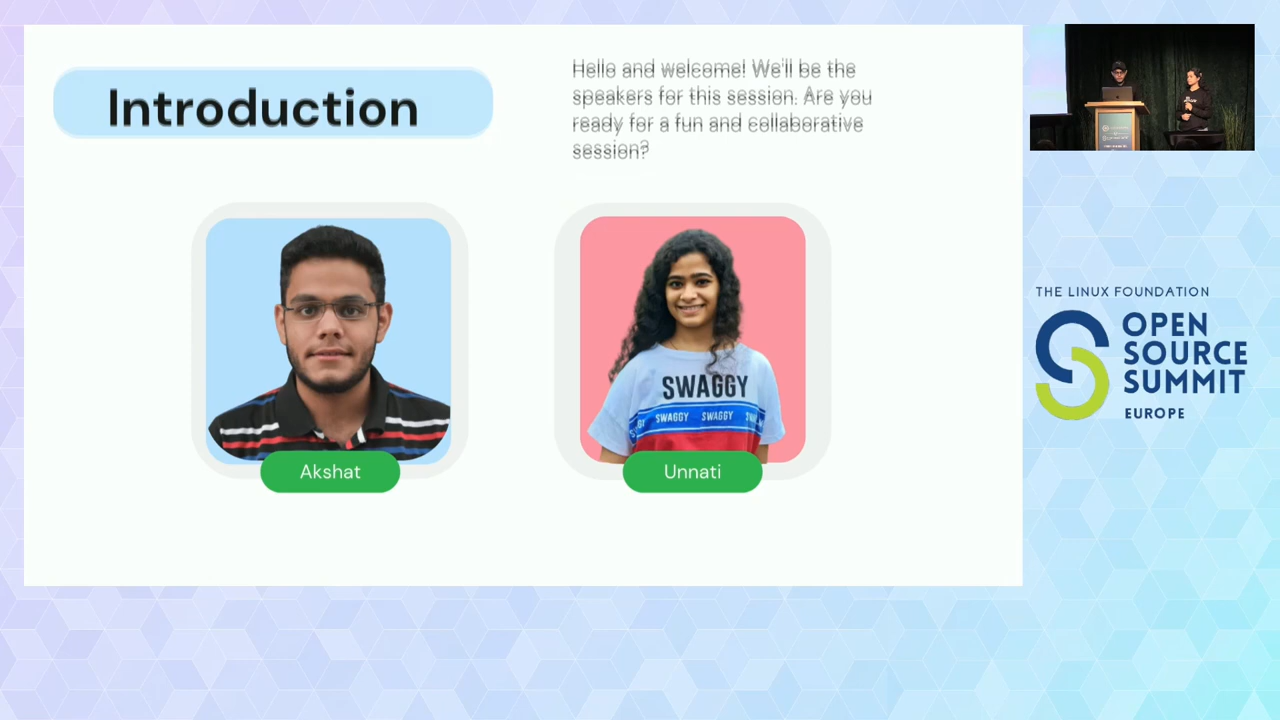 Introduction
Hello and welcome! We'll be the
speakers for this session. Are you
ready for a fun and collaborative
session?
SWAGGY
SWAGGY SWAGGY
Akshat
Unnati
THE LINUX FOUNDATION
OPEN
SOURCE
SUMMIT
EUROPE